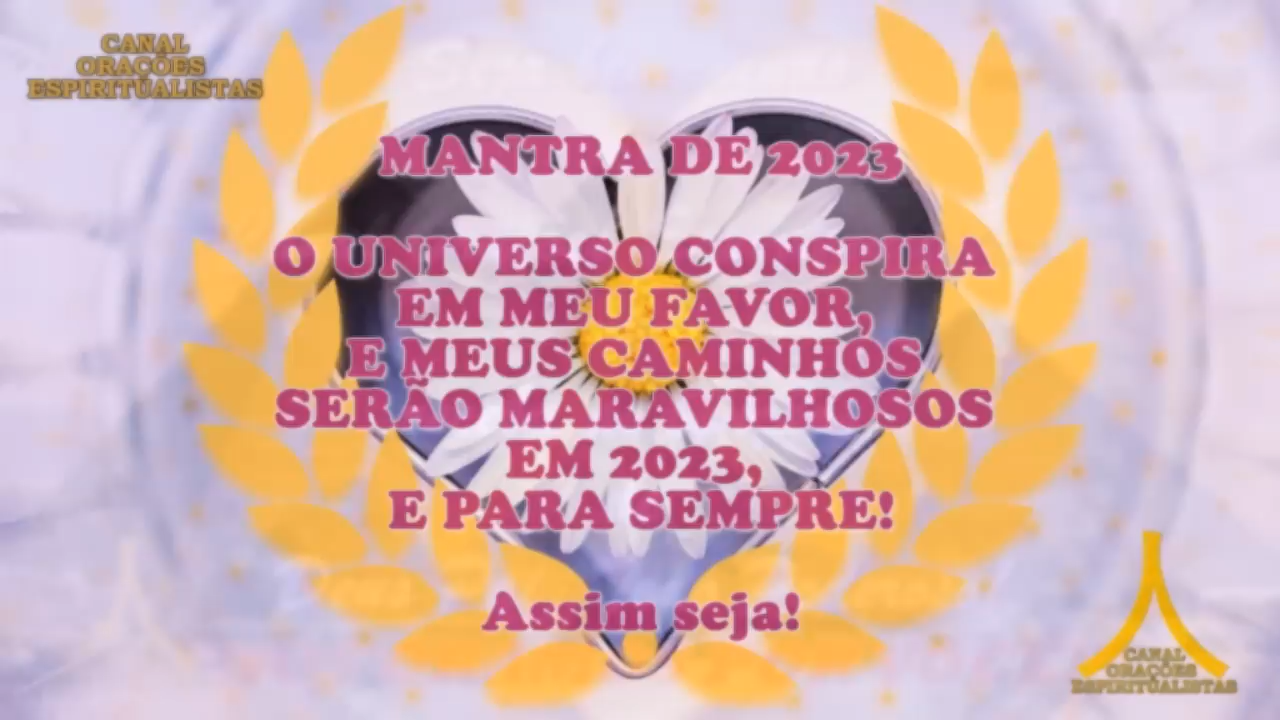 CANAL
ORAÇÕES
ESPIRITUALISTAS
MANTRA DE 2023
O UNIVERSO CONSPIRA
EM MEU FAVOR,
E MEUS CAMINHOS
SERÃO MARAVILHOSOS
EM 2023,
E PARA SEMPRE!
Assim seja!
CANAL
ORAÇÕES
ESPIRITUALISTAS